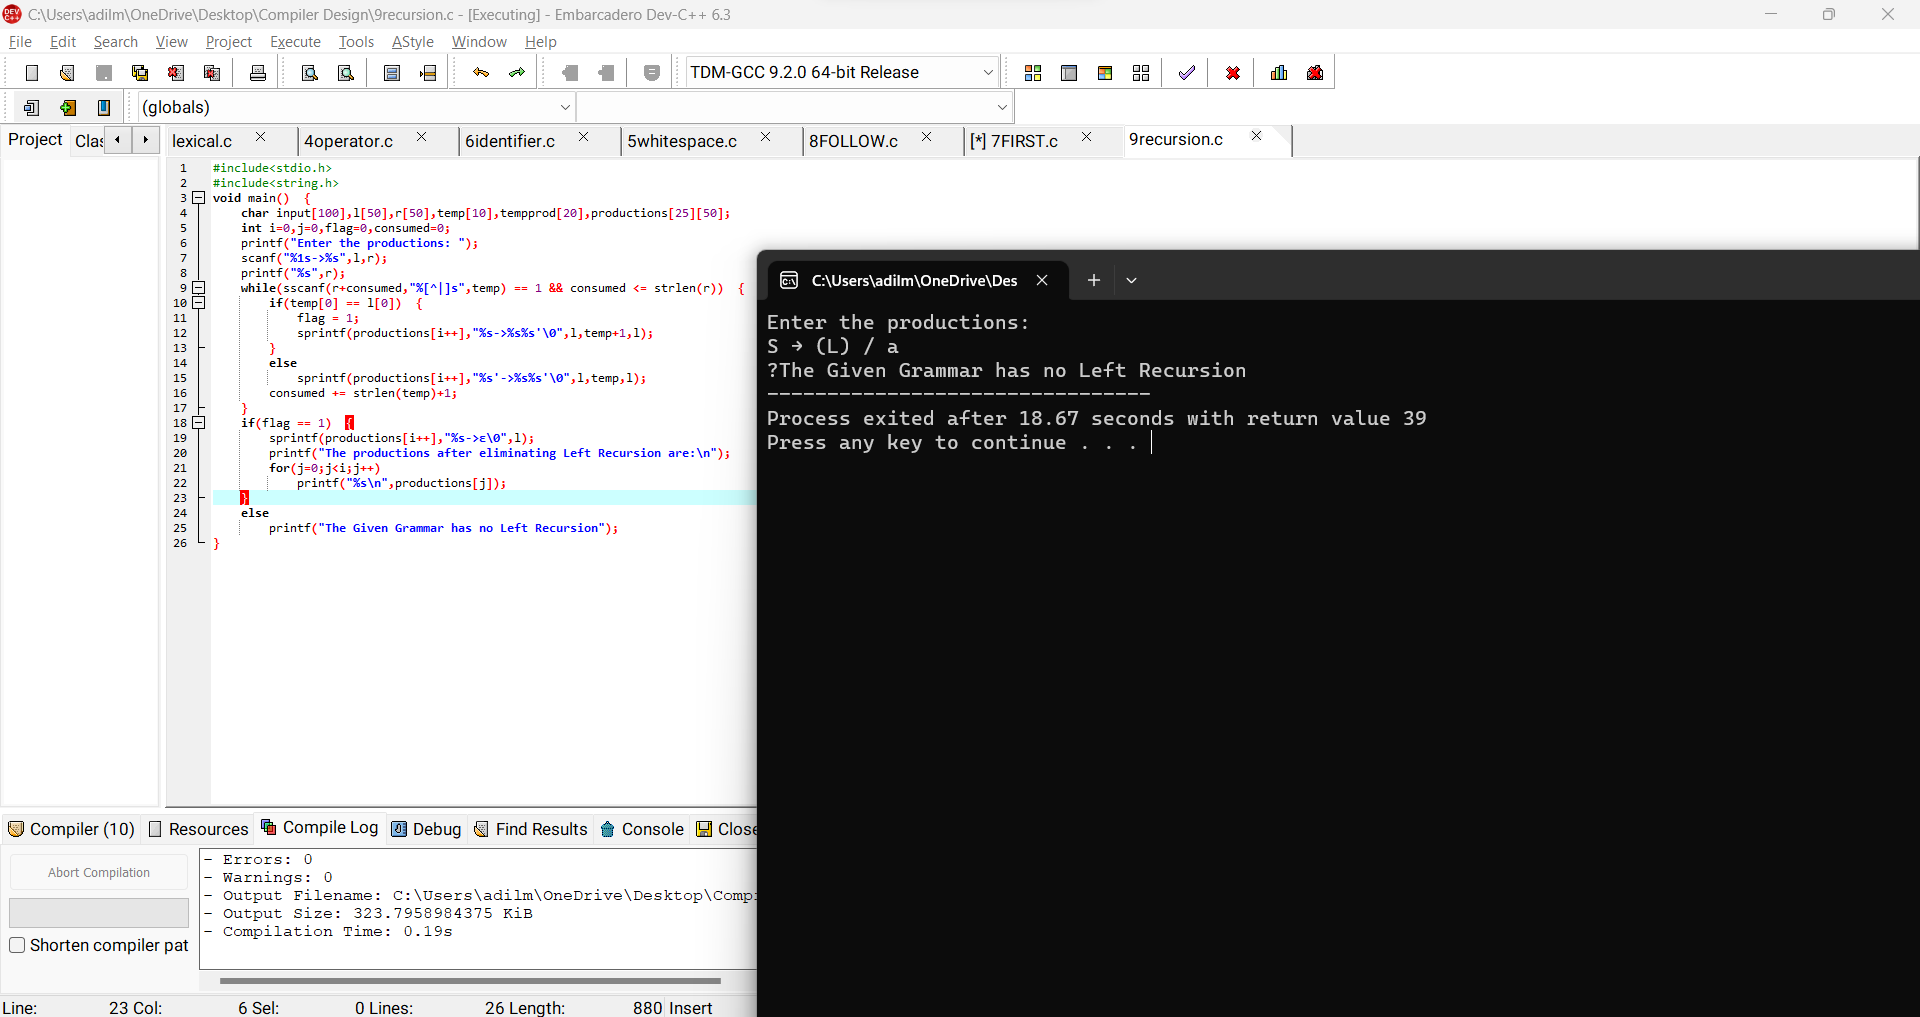 C:\Users\adilm\OneDrive\Desktop\Compiler Design\9recursion.c - [Executing] - Embarcadero Dev-C++ 6.3
File Edit Search View Project Execute Tools AStyle Window Help
TDM-GCC 9.2.0 64-bit Release
(globals)
Project Clas lexical.c 4operator.c 6identifier.c 5whitespace.c 8FOLLOW.c [*] 7FIRST.c 9recursion.c
1 #include<stdio.h>
2 #include<string.h>
3 void main() {
4 char input[100],l[50],r[50],temp[10],tempprod[20],productions[25][50];
5 int i=0,j=0,flag=0,consumed=0;
6 printf("Enter the productions: ");
7 scanf("%1s->%s",l,r);
8 printf("%s",r);
9 while(sscanf(r+consumed,"%[^|]s",temp) == 1 && consumed <= strlen(r)) {
10 if(temp[0] == l[0]) {
11 flag = 1;
12 sprintf(productions[i++],"%s->%s%s'\0",l,temp+1,l);
13 }
14 else
15 sprintf(productions[i++],"%s'->%s%s'\0",l,temp,l);
16 consumed += strlen(temp)+1;
17 }
18 if(flag == 1) {
19 sprintf(productions[i++],"%s->ε\0",l);
20 printf("The productions after eliminating Left Recursion are:\n");
21 for(j=0;j<i;j++)
22 printf("%s\n",productions[j]);
23 }
24 else
25 printf("The Given Grammar has no Left Recursion");
26 }
C:\Users\adilm\OneDrive\Des
Enter the productions:
S → (L) / a
?The Given Grammar has no Left Recursion
--------------------------------
Process exited after 18.67 seconds with return value 39
Press any key to continue . . .
Compiler (10) Resources Compile Log Debug Find Results Console Close
Abort Compilation
Shorten compiler pat
- Errors: 0
- Warnings: 0
- Output Filename: C:\Users\adilm\OneDrive\Desktop\Comp
- Output Size: 323.7958984375 KiB
- Compilation Time: 0.19s
Line: 23 Col: 6 Sel: 0 Lines: 26 Length: 880 Insert